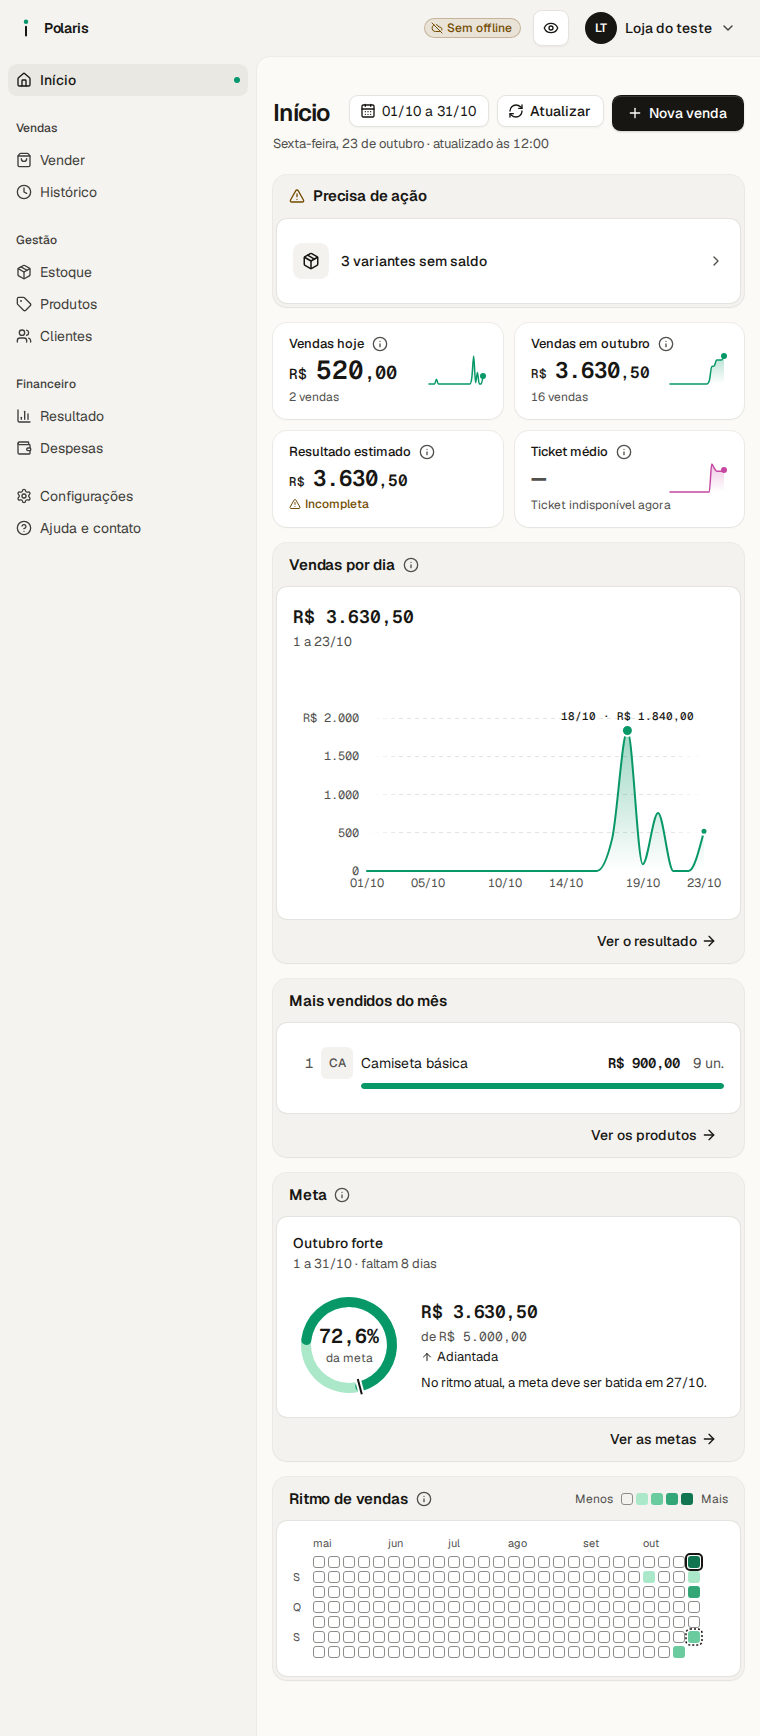 Polaris
Sem offline
LT
Loja do teste
Início
Vendas
Vender
Histórico
Gestão
Estoque
Produtos
Clientes
Financeiro
Resultado
Despesas
Configurações
Ajuda e contato
Início
01/10 a 31/10
Atualizar
Nova venda
Sexta-feira, 23 de outubro · atualizado às 12:00
Precisa de ação
3 variantes sem saldo
Vendas hoje
R$ 520,00
2 vendas
Vendas em outubro
R$ 3.630,50
16 vendas
Resultado estimado
R$ 3.630,50
Incompleta
Ticket médio
—
Ticket indisponível agora
Vendas por dia
R$ 3.630,50
1 a 23/10
18/10 · R$ 1.840,00
R$ 2.000
1.500
1.000
500
0
01/10 05/10 10/10 14/10 19/10 23/10
Ver o resultado
Mais vendidos do mês
1 CA Camiseta básica R$ 900,00 9 un.
Ver os produtos
Meta
Outubro forte
1 a 31/10 · faltam 8 dias
72,6%
da meta
R$ 3.630,50
de R$ 5.000,00
Adiantada
No ritmo atual, a meta deve ser batida em 27/10.
Ver as metas
Ritmo de vendas
Menos Mais
mai jun jul ago set out
S
Q
S